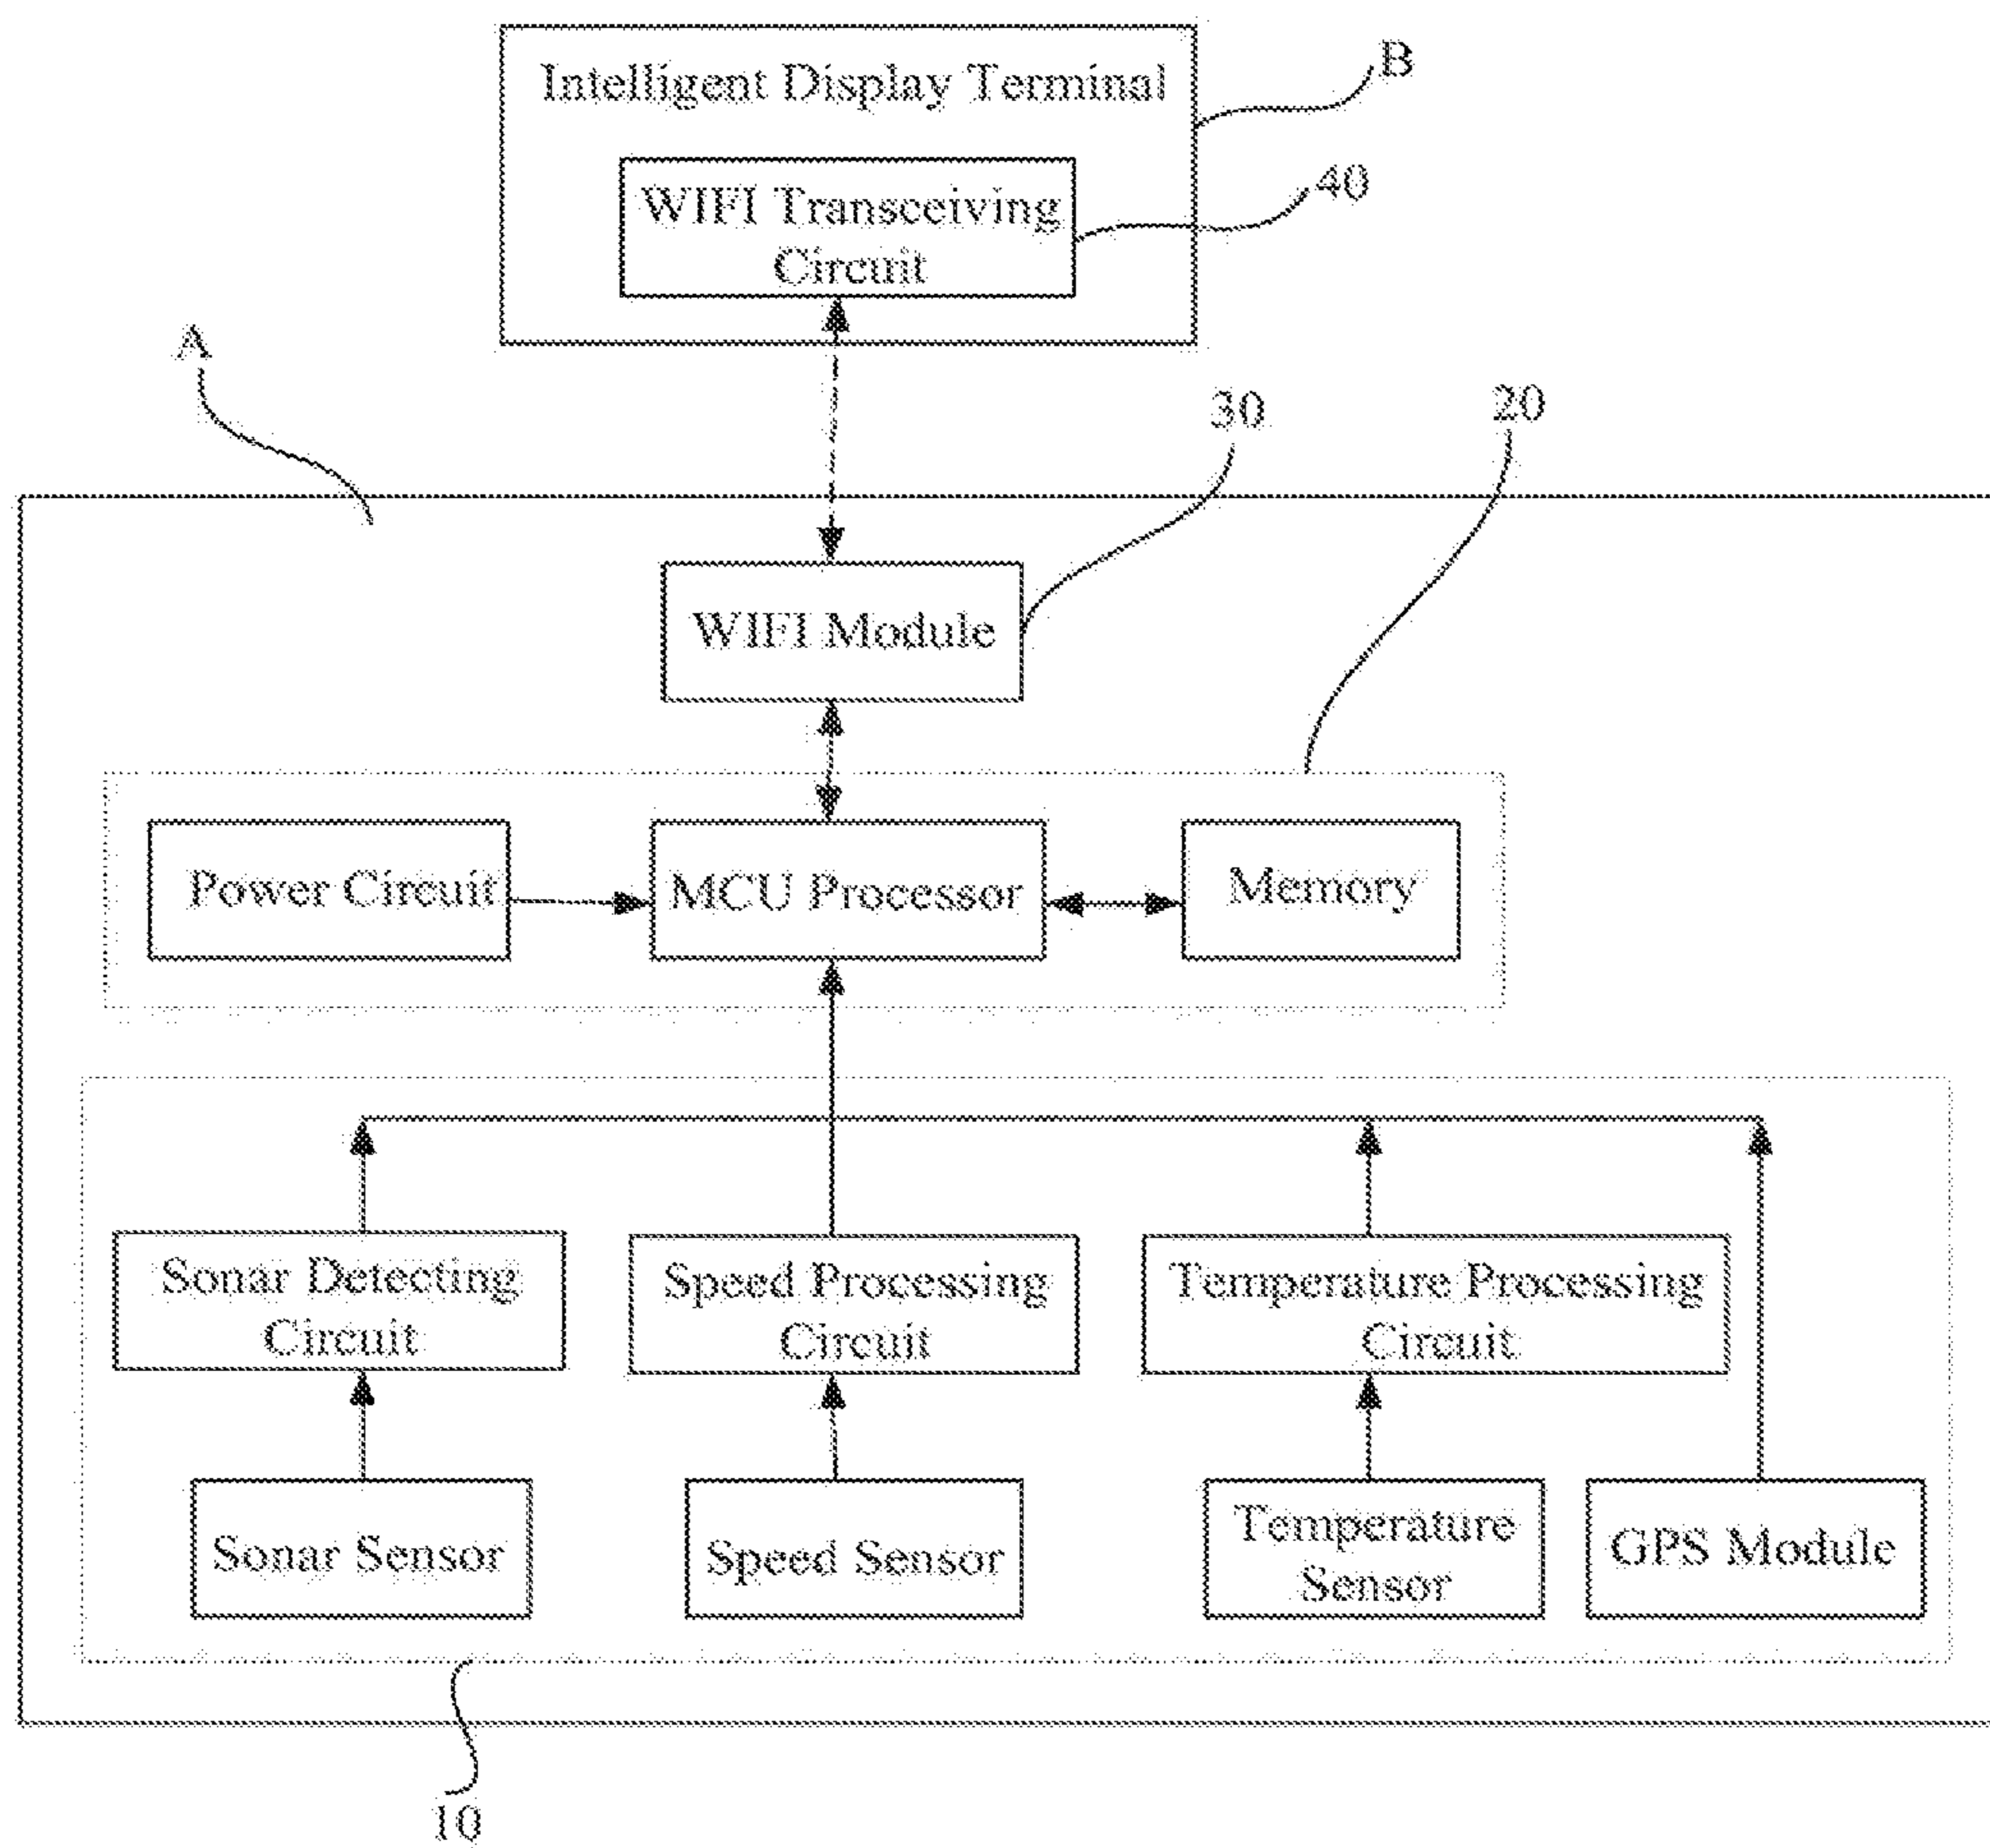 Intelligent Display Terminal
B
WIFI Transceiving
Circuit
40
A
30
20
WIFI Module
Power Circuit
MCU Processor
Memory
Sonar Detecting
Circuit
Speed Processing
Circuit
Temperature Processing
Circuit
Sonar Sensor
Speed Sensor
Temperature
Sensor
GPS Module
10